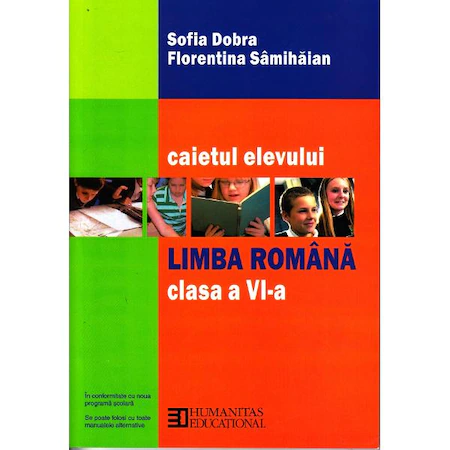 Sofia Dobra
Florentina Sâmihăian
caietul elevului
LIMBA ROMÂNĂ
clasa a VI-a
În conformitate cu noua
programă școlară
Se poate folosi cu toate
manualele alternative
HUMANITAS
EDUCAȚIONAL